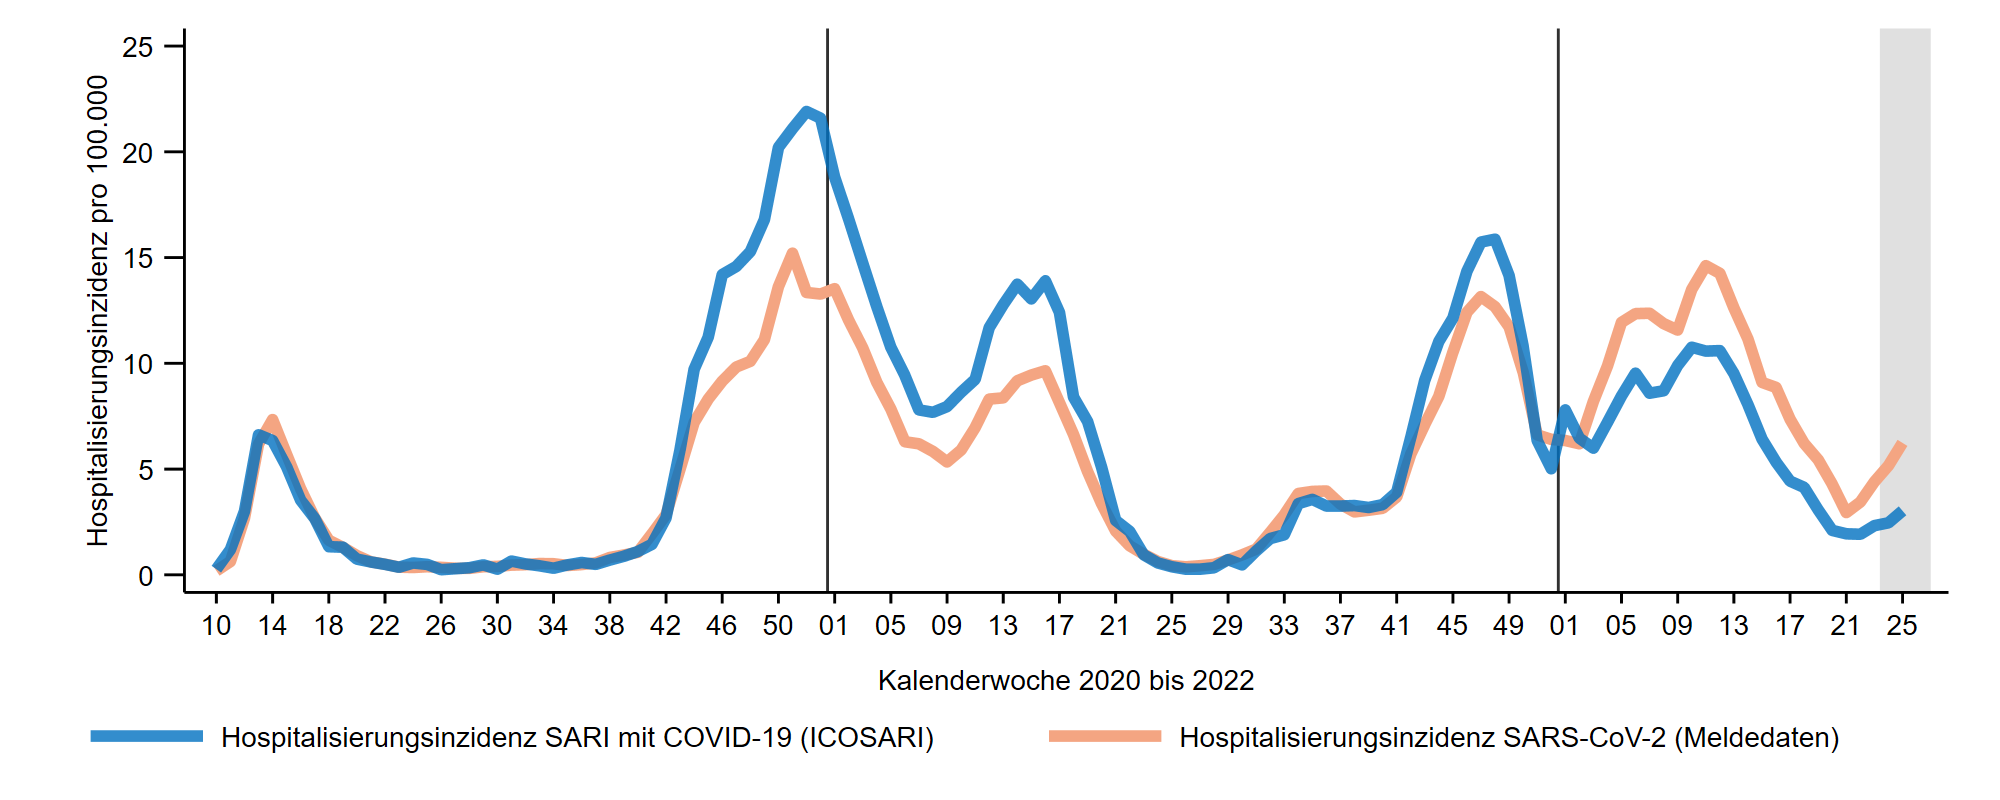 Hospitalisierungsinzidenz pro 100.000
25
20
15
10
5
0
10 14 18 22 26 30 34 38 42 46 50 01 05 09 13 17 21 25 29 33 37 41 45 49 01 05 09 13 17 21 25
Kalenderwoche 2020 bis 2022
Hospitalisierungsinzidenz SARI mit COVID-19 (ICOSARI)
Hospitalisierungsinzidenz SARS-CoV-2 (Meldedaten)